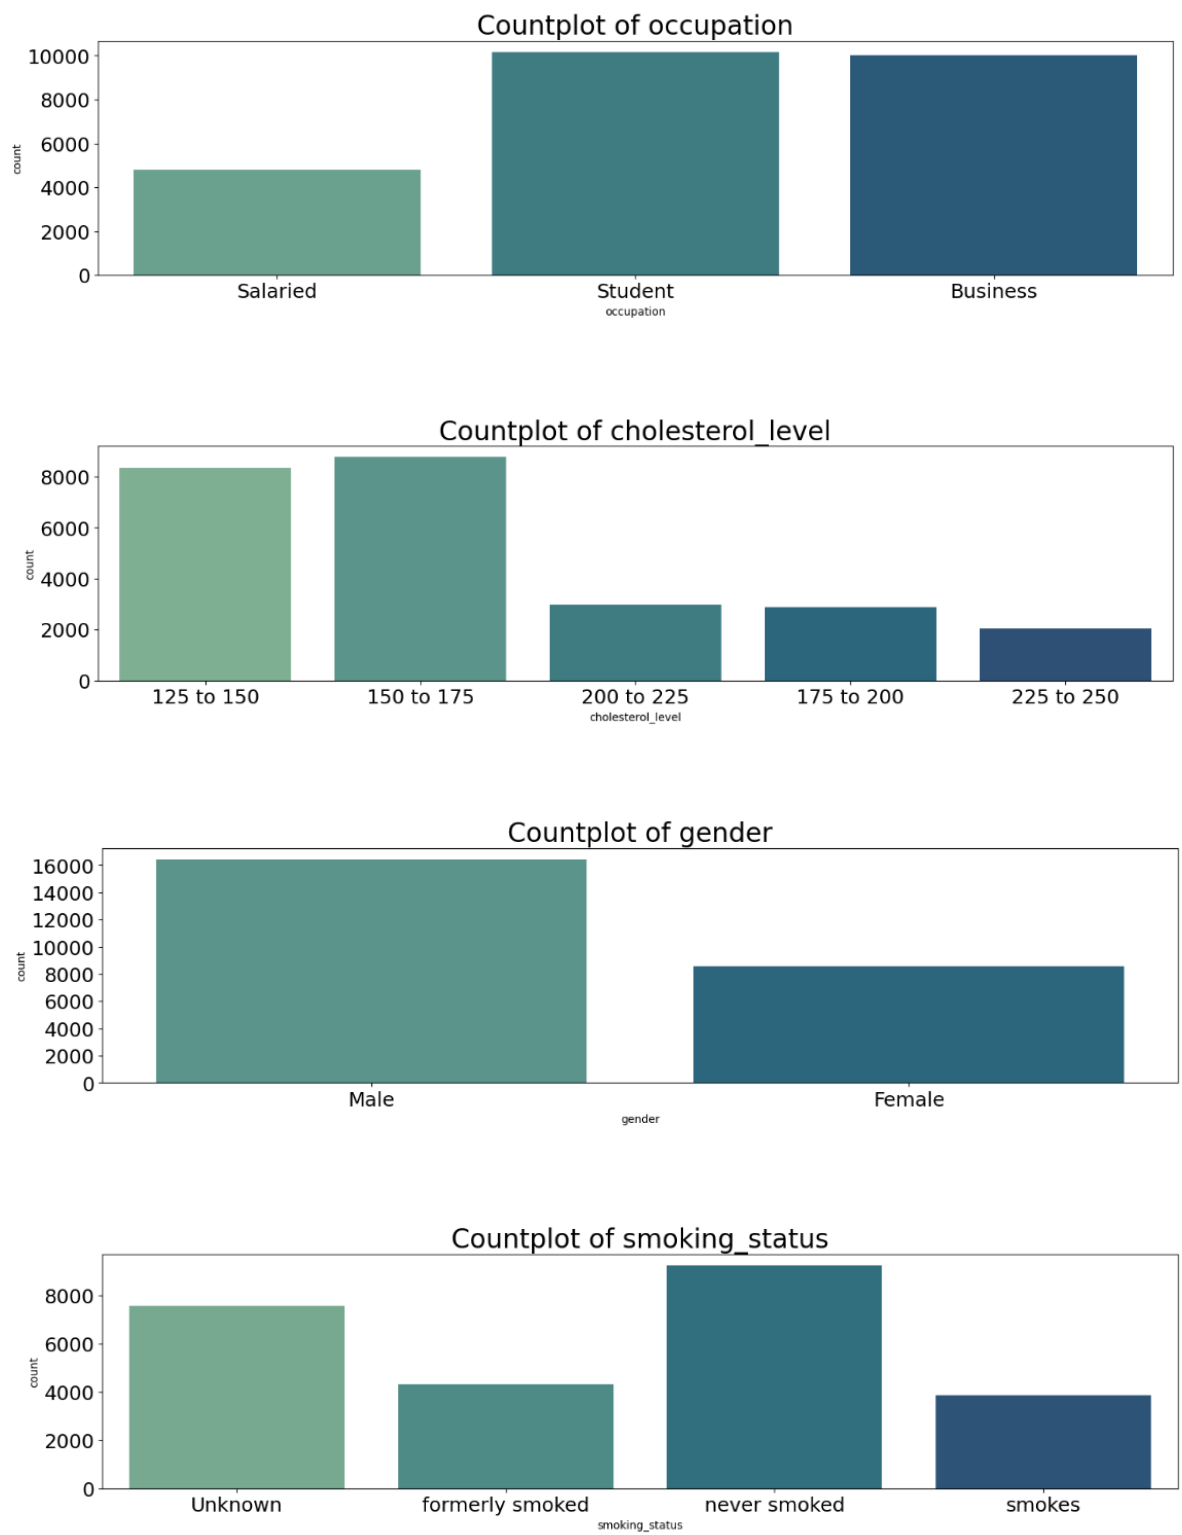 Countplot of occupation
10000
8000
6000
4000
2000
0
count
Salaried Student Business
occupation
Countplot of cholesterol_level
8000
6000
4000
2000
0
count
125 to 150 150 to 175 200 to 225 175 to 200 225 to 250
cholesterol_level
Countplot of gender
16000
14000
12000
10000
8000
6000
4000
2000
0
count
Male Female
gender
Countplot of smoking_status
8000
6000
4000
2000
0
count
Unknown formerly smoked never smoked smokes
smoking_status